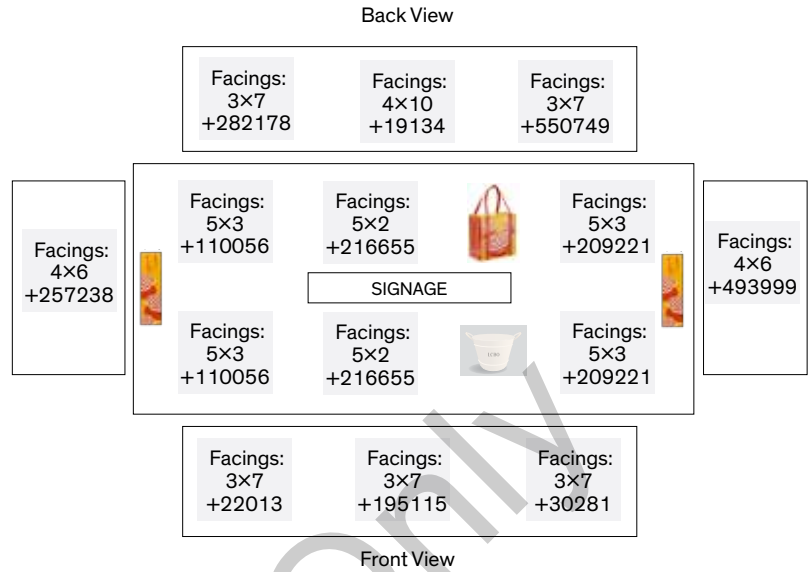 Back View
Facings:
3×7
+282178
Facings:
4×10
+19134
Facings:
3×7
+550749
Facings:
4×6
+257238
Facings:
5×3
+110056
Facings:
5×2
+216655
Facings:
5×3
+209221
Facings:
4×6
+493999
SIGNAGE
Facings:
5×3
+110056
Facings:
5×2
+216655
Facings:
5×3
+209221
Facings:
3×7
+22013
Facings:
3×7
+195115
Facings:
3×7
+30281
Front View
Only